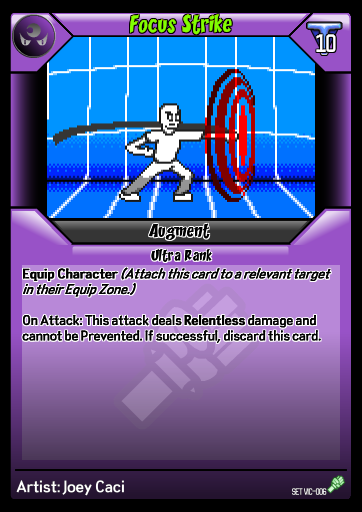 Focus Strike
10
Augment
Ultra Rank
Equip Character (Attach this card to a relevant target
in their Equip Zone.)
On Attack: This attack deals Relentless damage and
cannot be Prevented. If successful, discard this card.
Artist: Joey Caci
SET VIC-006